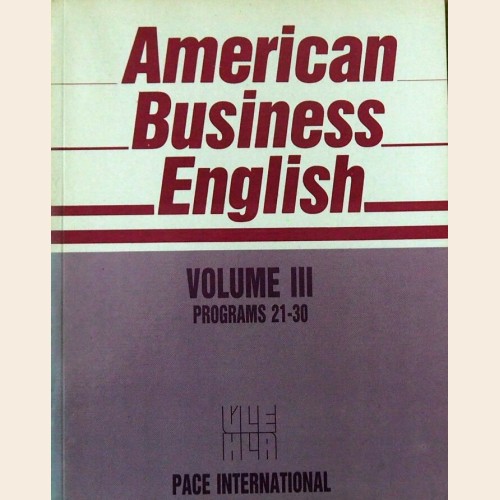 American
Business
English
VOLUME III
PROGRAMS 21-30
PACE INTERNATIONAL